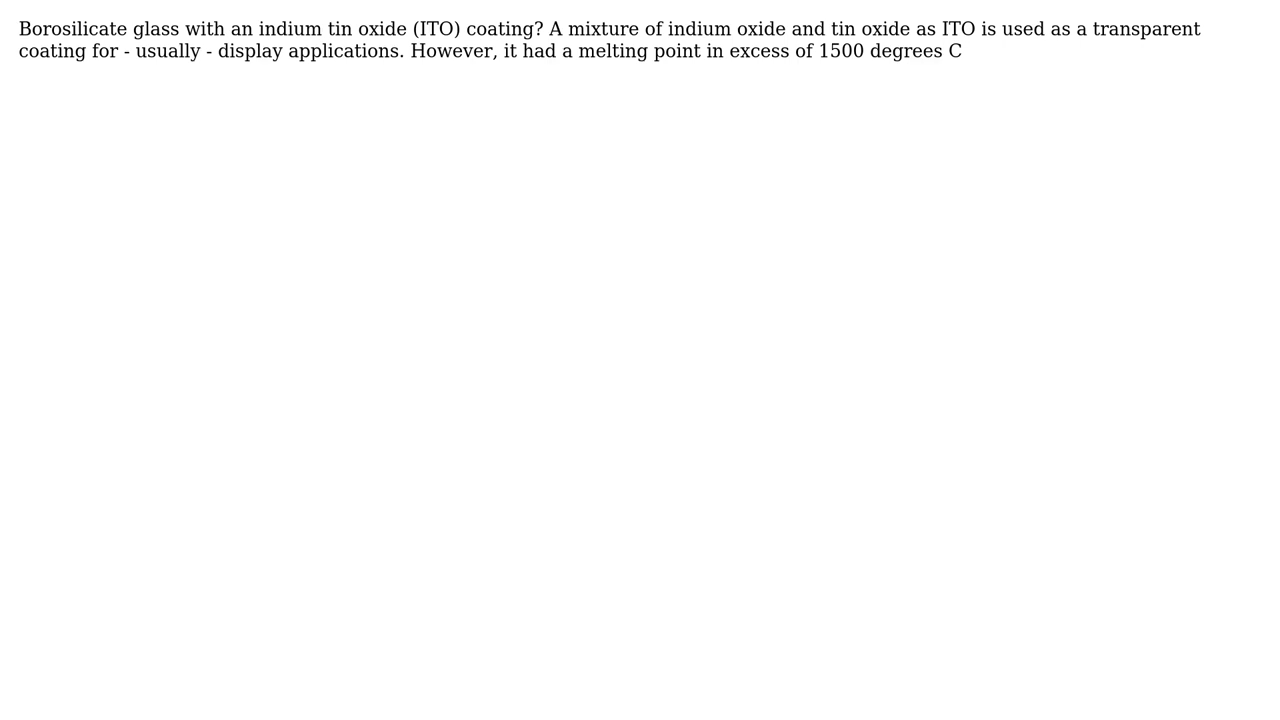 Borosilicate glass with an indium tin oxide (ITO) coating? A mixture of indium oxide and tin oxide as ITO is used as a transparent
coating for - usually - display applications. However, it had a melting point in excess of 1500 degrees C